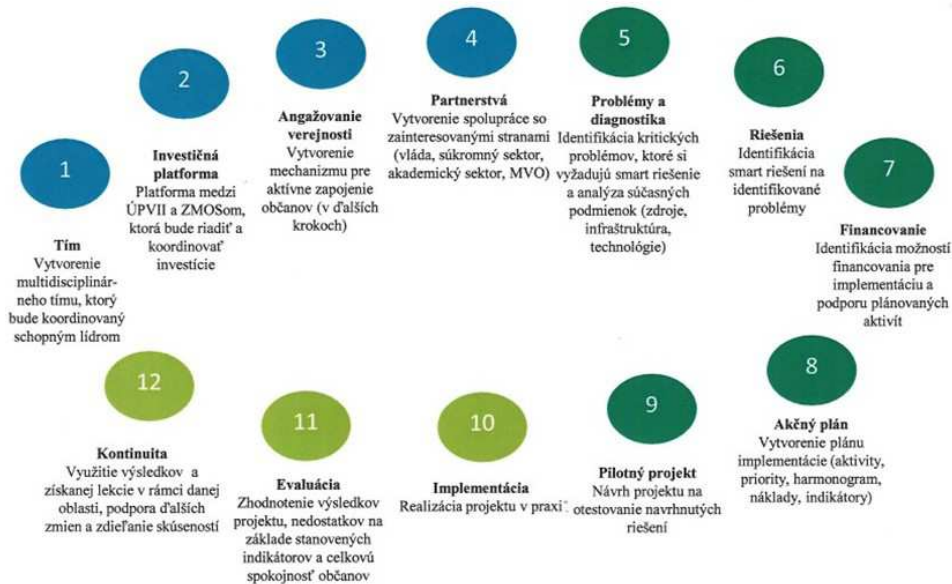 1
Tím
Vytvorenie
multidisciplinár-
neho tímu, ktorý
bude koordinovaný
schopným lídrom
2
Investičná
platforma
Platforma medzi
ÚPVII a ZMOSom,
ktorá bude riadiť a
koordinovať
investície
3
Angažovanie
verejnosti
Vytvorenie
mechanizmu pre
aktívne zapojenie
občanov (v ďalších
krokoch)
4
Partnerstvá
Vytvorenie spolupráce so
zainteresovanými stranami
(vláda, súkromný sektor,
akademický sektor, MVO)
5
Problémy a
diagnostika
Identifikácia kritických
problémov, ktoré si
vyžadujú smart riešenie
a analýza súčasných
podmienok (zdroje,
infraštruktúra,
technológie)
6
Riešenia
Identifikácia
smart riešení na
identifikované
problémy
7
Financovanie
Identifikácia možností
financovania pre
implementáciu a
podporu plánovaných
aktivít
8
Akčný plán
Vytvorenie plánu
implementácie (aktivity,
priority, harmonogram,
náklady, indikátory)
9
Pilotný projekt
Návrh projektu na
otestovanie navrhnutých
riešení
10
Implementácia
Realizácia projektu v praxi
11
Evaluácia
Zhodnotenie výsledkov
projektu, nedostatkov na
základe stanovených
indikátorov a celkovú
spokojnosť občanov
12
Kontinuita
Využitie výsledkov a
získanej lekcie v rámci danej
oblasti, podpora ďalších
zmien a zdieľanie skúseností